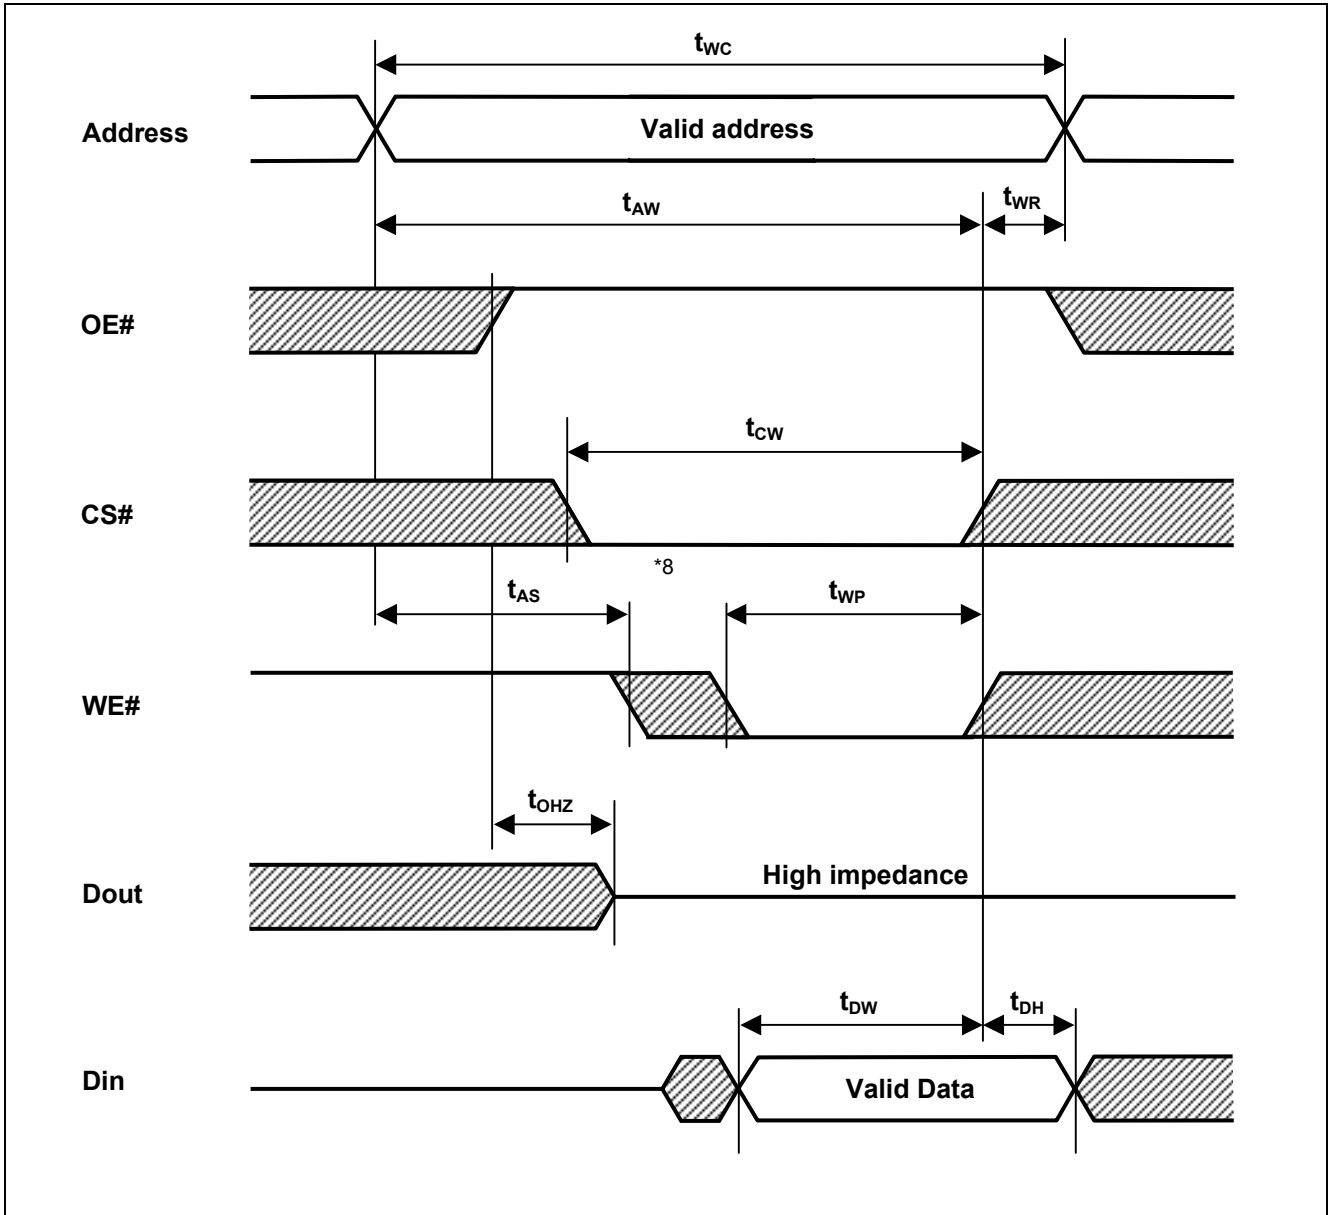 tWC
Address
Valid address
tAW
tWR
OE#
tCW
CS#
*8
tAS
tWP
WE#
tOHZ
Dout
High impedance
tDW
tDH
Din
Valid Data